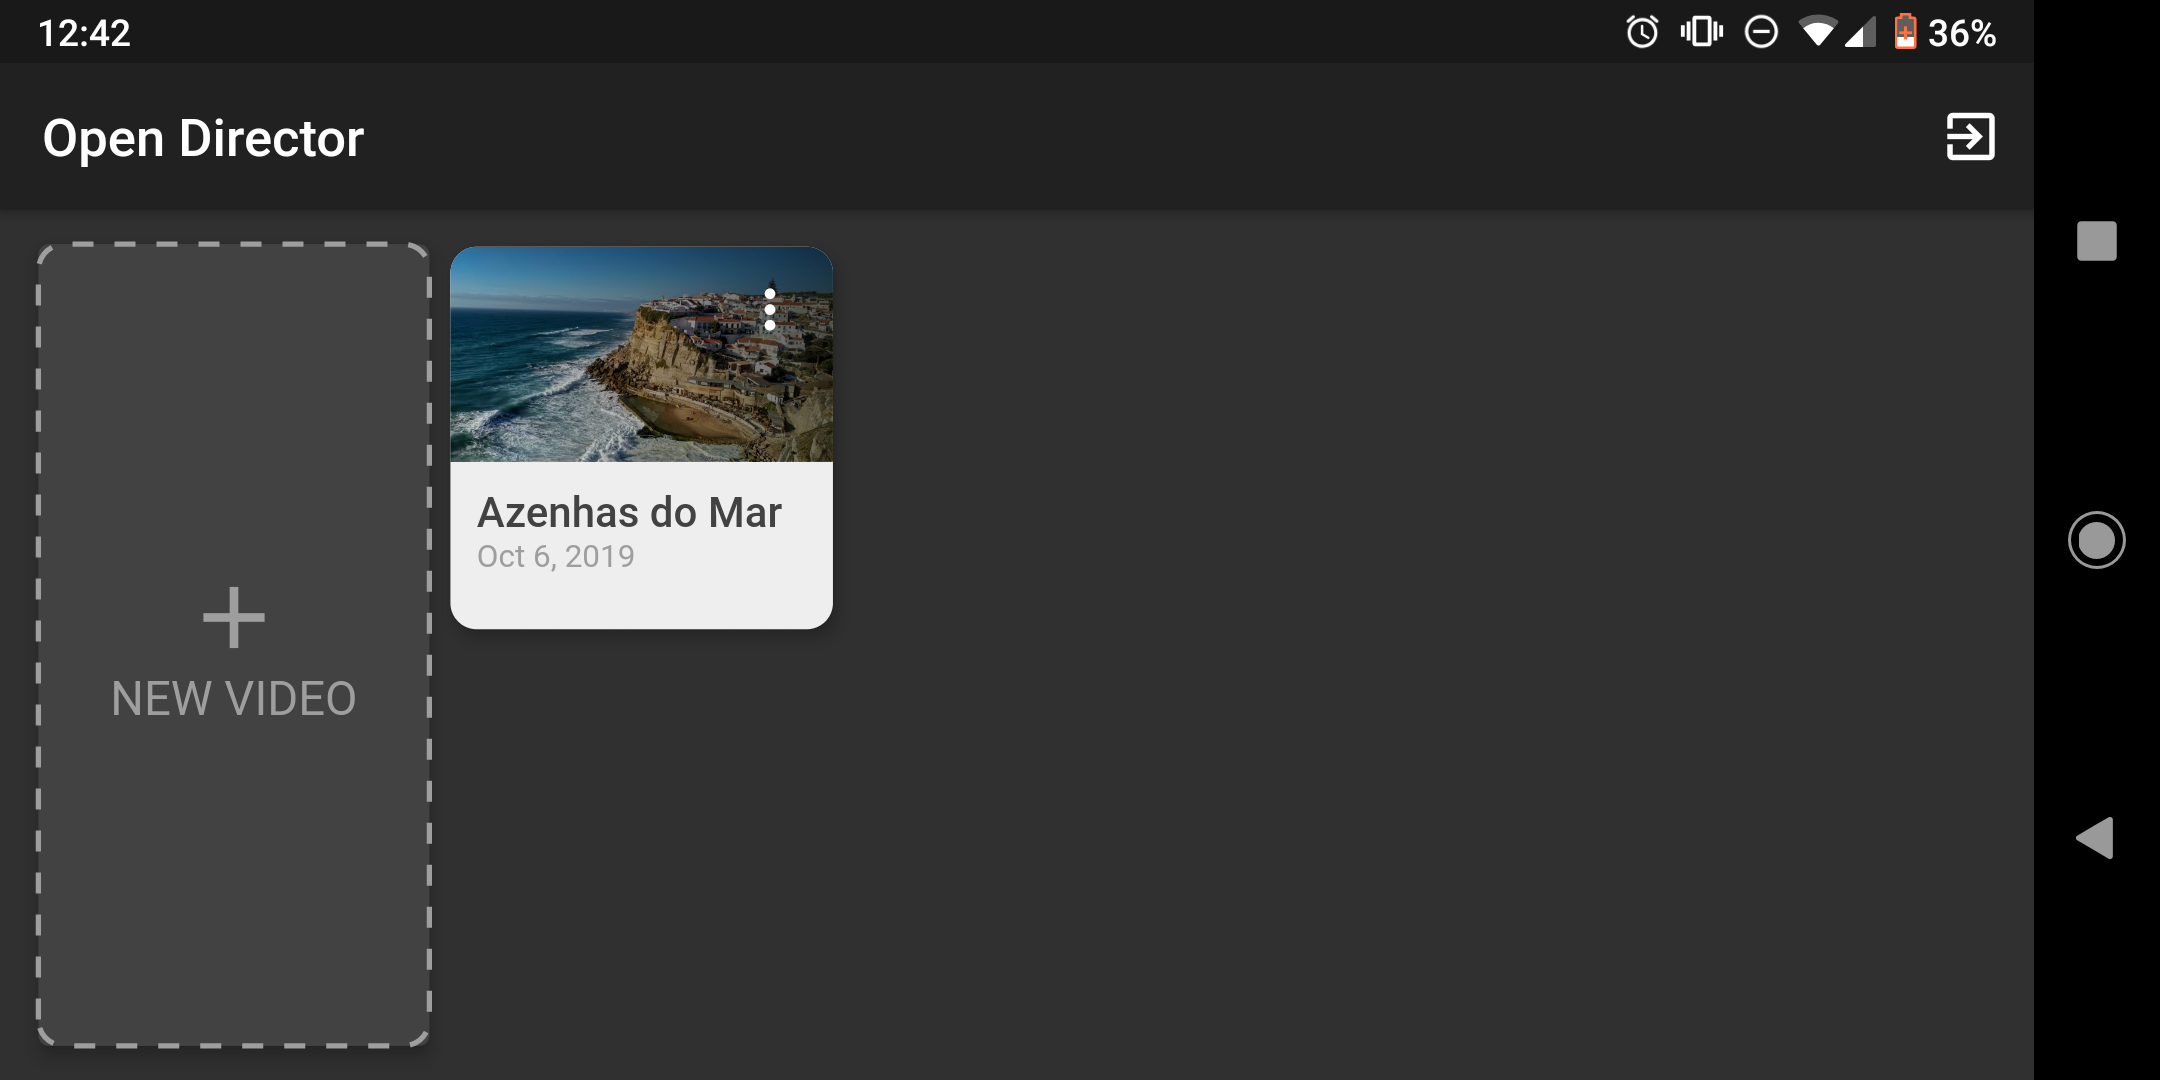 12:42
36%
Open Director
NEW VIDEO
Azenhas do Mar
Oct 6, 2019